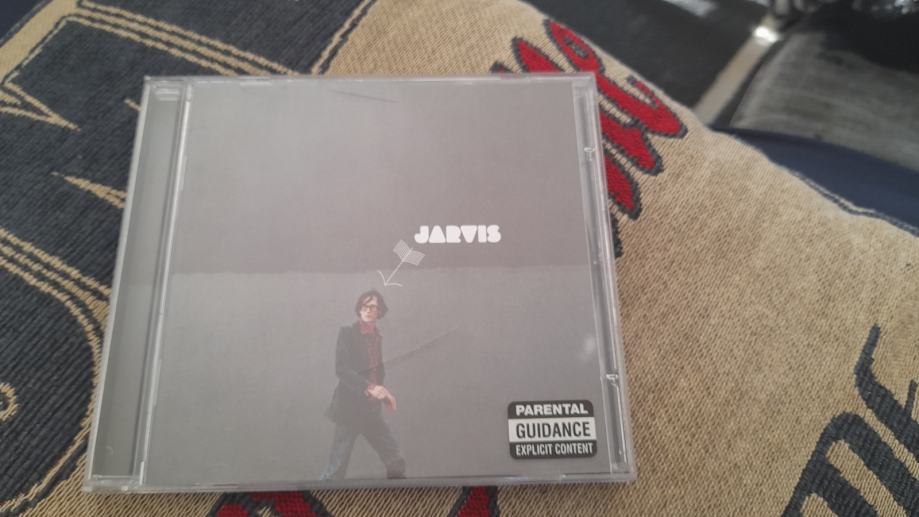 JARVIS
PARENTAL
GUIDANCE
EXPLICIT CONTENT